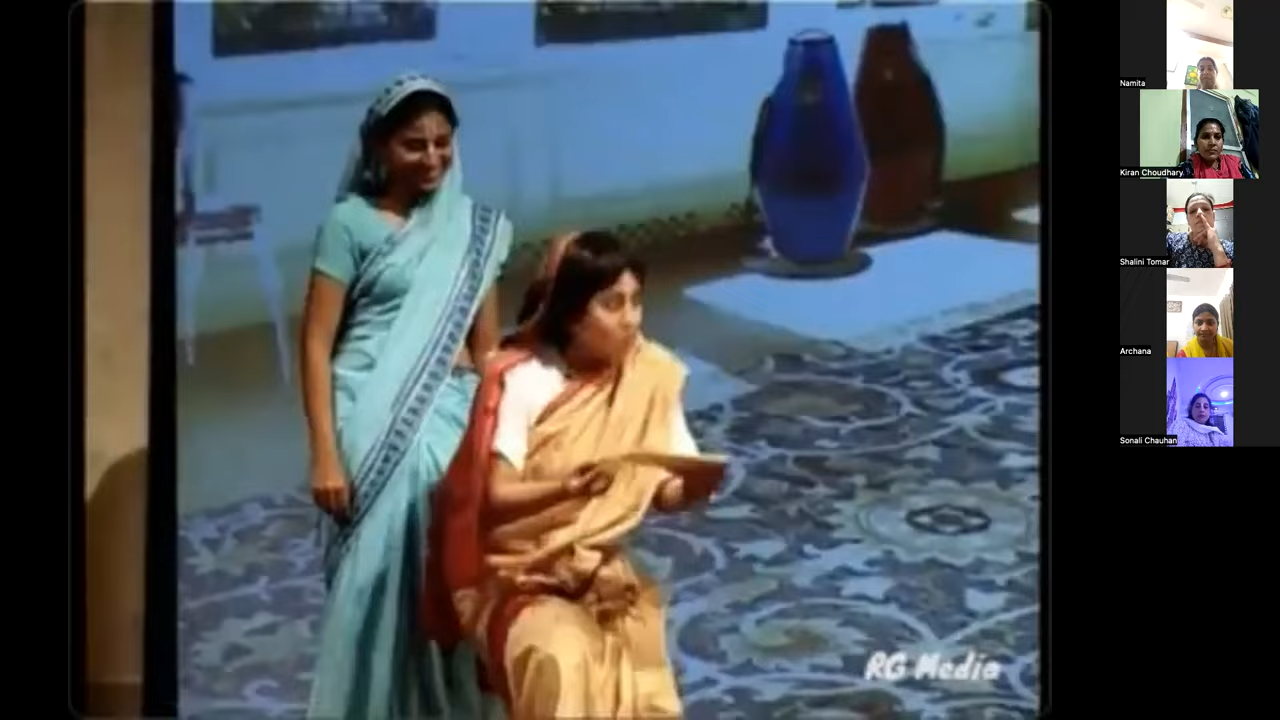 Namita
Kiran Choudhary
Shalini Tomar
Archana
Sonali Chauhan
RG Media